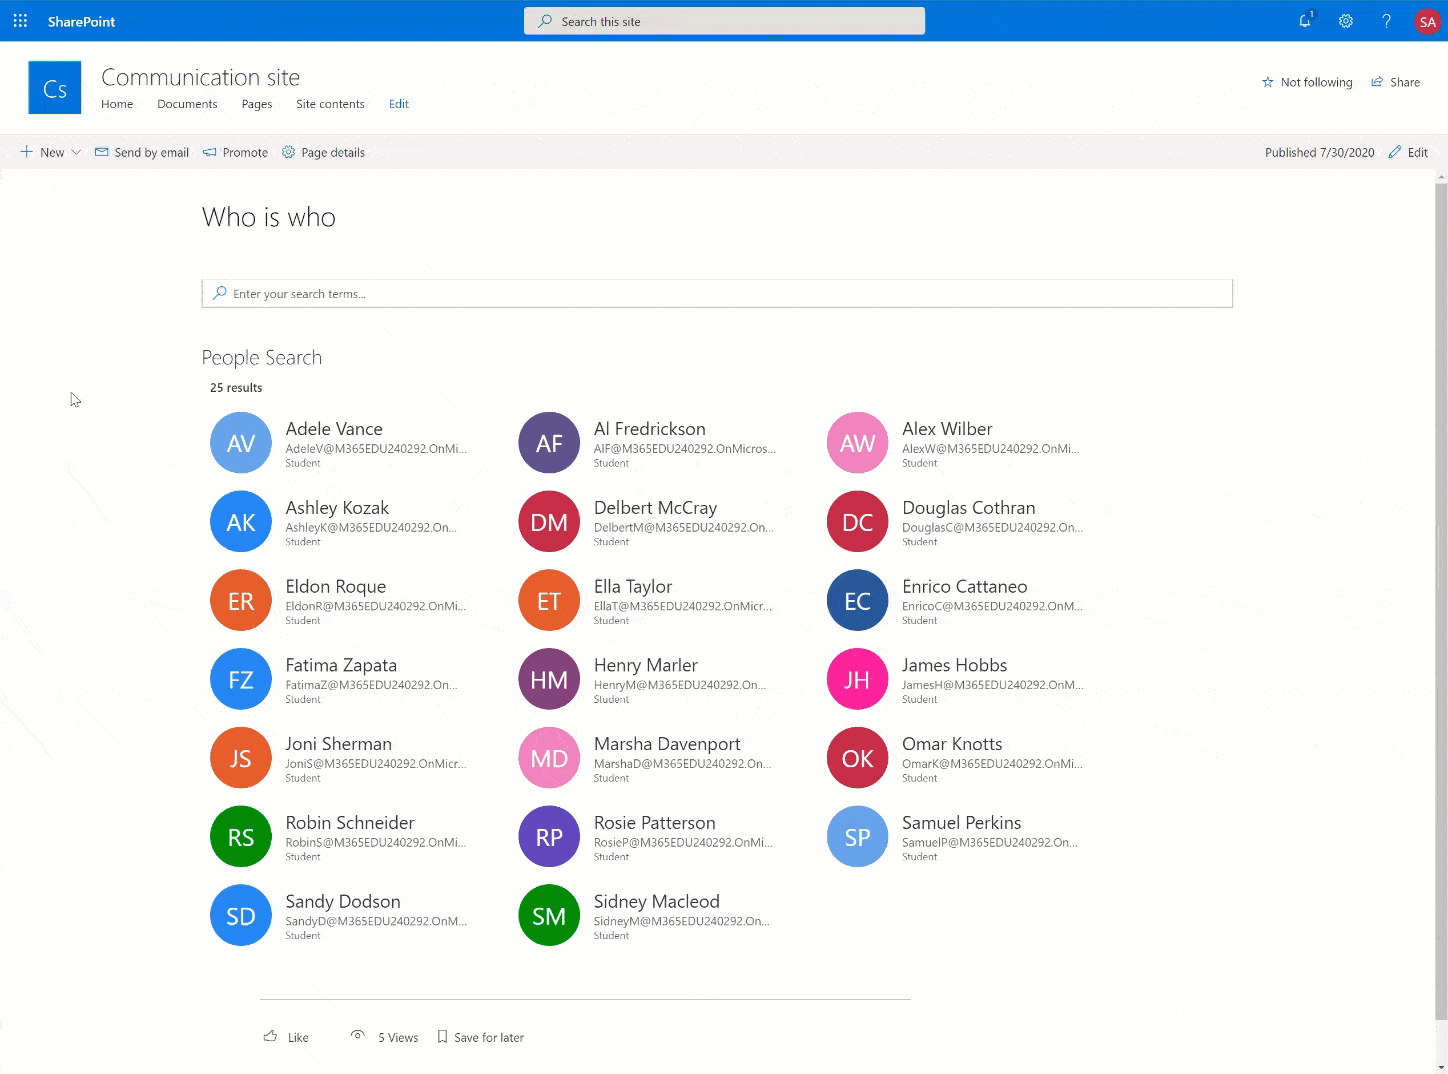 SharePoint
Search this site
1
?
SA
Cs
Communication site
Home Documents Pages Site contents Edit
Not following Share
New Send by email Promote Page details
Published 7/30/2020 Edit
Who is who
Enter your search terms...
People Search
25 results
AV
Adele Vance
AdeleV@M365EDU240292.OnMi...
Student
AF
Al Fredrickson
AlF@M365EDU240292.OnMicros...
Student
AW
Alex Wilber
AlexW@M365EDU240292.OnMi...
Student
AK
Ashley Kozak
AshleyK@M365EDU240292.On...
Student
DM
Delbert McCray
DelbertM@M365EDU240292.On...
Student
DC
Douglas Cothran
DouglasC@M365EDU240292.On...
Student
ER
Eldon Roque
EldonR@M365EDU240292.OnMi...
Student
ET
Ella Taylor
EllaT@M365EDU240292.OnMicr...
Student
EC
Enrico Cattaneo
EnricoC@M365EDU240292.OnM...
Student
FZ
Fatima Zapata
FatimaZ@M365EDU240292.On...
Student
HM
Henry Marler
HenryM@M365EDU240292.On...
Student
JH
James Hobbs
JamesH@M365EDU240292.OnM...
Student
JS
Joni Sherman
JoniS@M365EDU240292.OnMicr...
Student
MD
Marsha Davenport
MarshaD@M365EDU240292.On...
Student
OK
Omar Knotts
OmarK@M365EDU240292.OnMi...
Student
RS
Robin Schneider
RobinS@M365EDU240292.OnMi...
Student
RP
Rosie Patterson
RosieP@M365EDU240292.OnMi...
Student
SP
Samuel Perkins
SamuelP@M365EDU240292.On...
Student
SD
Sandy Dodson
SandyD@M365EDU240292.OnM...
Student
SM
Sidney Macleod
SidneyM@M365EDU240292.On...
Student
Like 5 Views Save for later